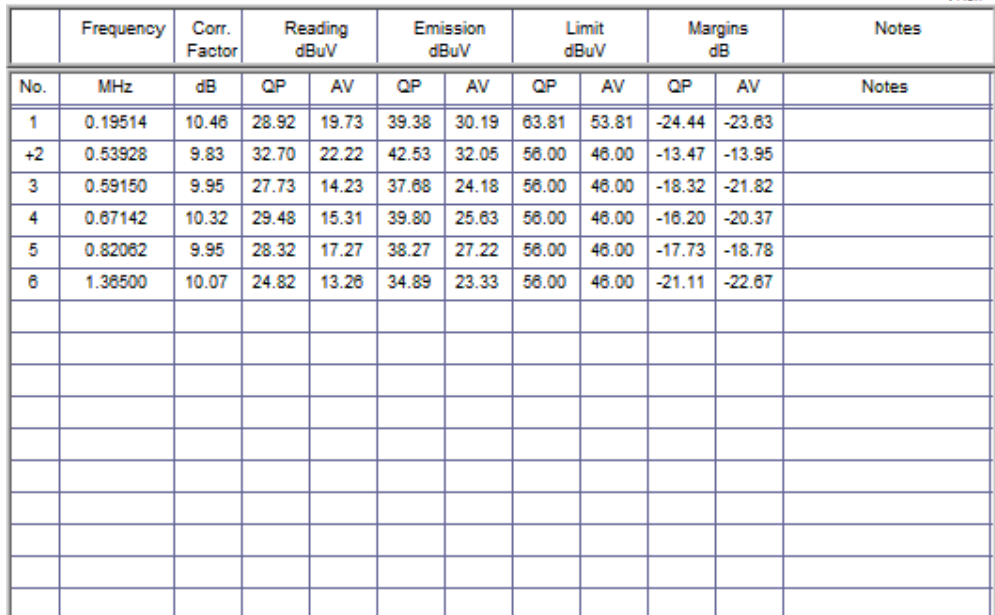 Frequency Corr. Factor Reading dBuV Emission dBuV Limit dBuV Margins dB Notes
No. MHz dB QP AV QP AV QP AV QP AV Notes
1 0.19514 10.46 28.92 19.73 39.38 30.19 63.81 53.81 -24.44 -23.63
+2 0.53928 9.83 32.70 22.22 42.53 32.05 56.00 46.00 -13.47 -13.95
3 0.59150 9.95 27.73 14.23 37.68 24.18 56.00 46.00 -18.32 -21.82
4 0.67142 10.32 29.48 15.31 39.80 25.63 56.00 46.00 -16.20 -20.37
5 0.82062 9.95 28.32 17.27 38.27 27.22 56.00 46.00 -17.73 -18.78
6 1.36500 10.07 24.82 13.26 34.89 23.33 56.00 46.00 -21.11 -22.67